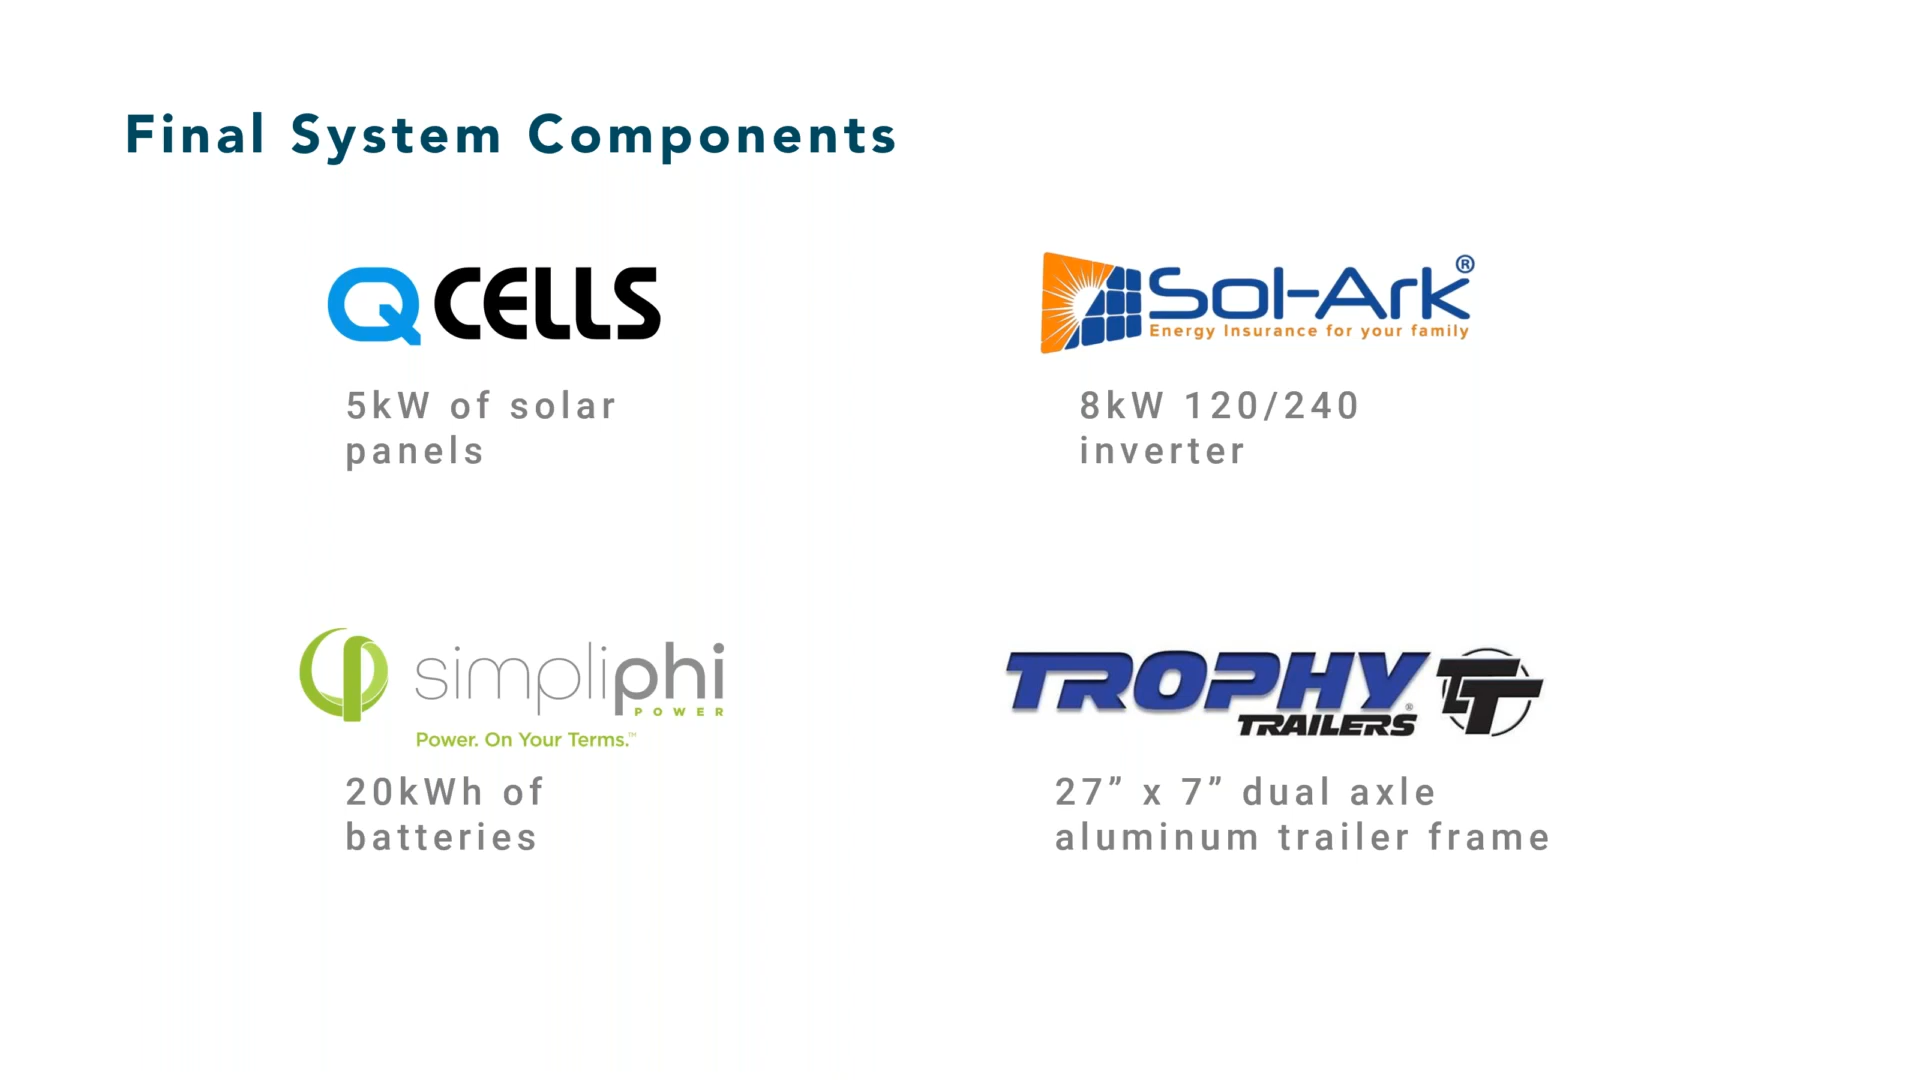 Final System Components
Q CELLS
5kW of solar
panels
Sol-Ark®
Energy Insurance for your family
8kW 120/240
inverter
simpliphi
POWER
Power. On Your Terms.™
20kWh of
batteries
TROPHY®
TRAILERS
TT
27” x 7” dual axle
aluminum trailer frame